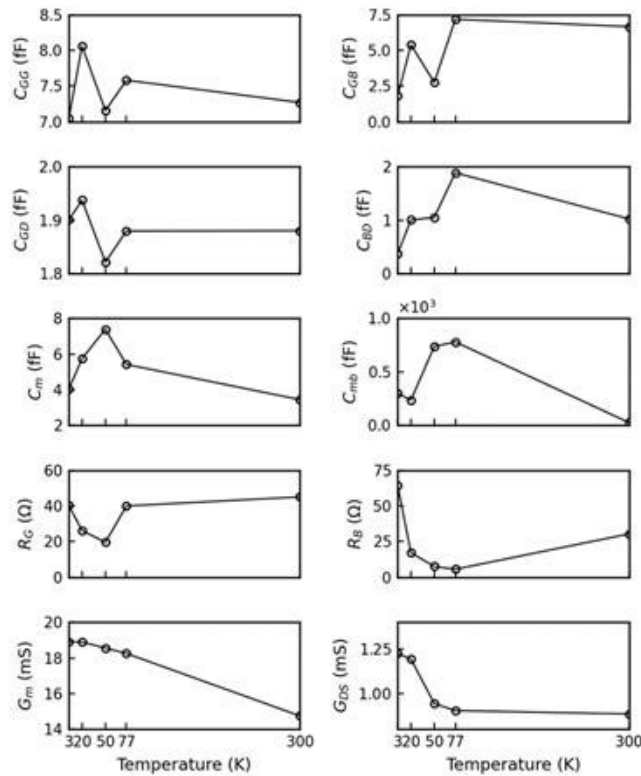 C_GG (fF)
8.5
8.0
7.5
7.0
C_GB (fF)
7.5
5.0
2.5
0.0
C_GD (fF)
2.0
1.9
1.8
C_BD (fF)
2
1
0
C_m (fF)
8
6
4
2
×10³
C_mb (fF)
1.0
0.5
0.0
R_G (Ω)
60
40
20
0
R_B (Ω)
75
50
25
0
G_m (mS)
20
18
16
14
G_DS (mS)
1.25
1.00
320 50 77 300
320 50 77 300
Temperature (K)
Temperature (K)